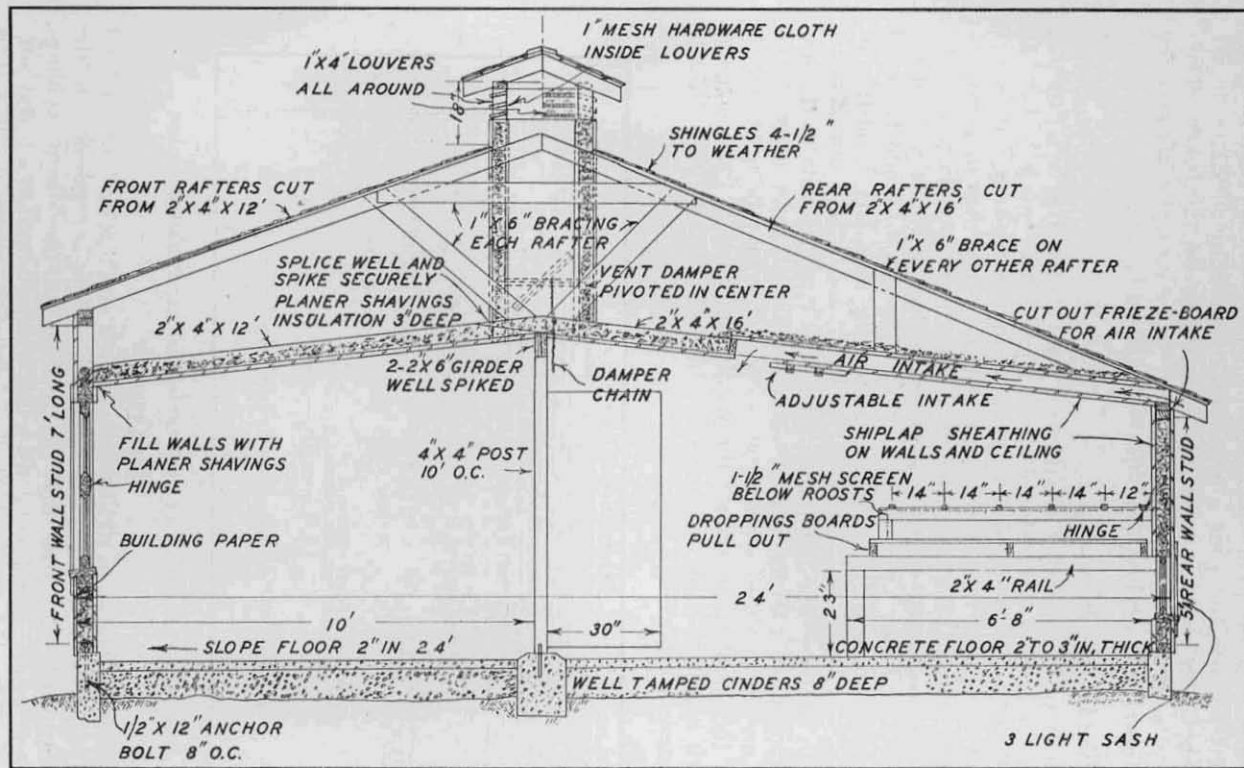 1" MESH HARDWARE CLOTH
INSIDE LOUVERS
1"X4" LOUVERS
ALL AROUND
18"
SHINGLES 4-1/2"
TO WEATHER
FRONT RAFTERS CUT
FROM 2"X 4"X 12'
REAR RAFTERS CUT
FROM 2"X 4"X 16'
1"X 6" BRACING
EACH RAFTER
1"X 6" BRACE ON
EVERY OTHER RAFTER
SPLICE WELL AND
SPIKE SECURELY
PLANER SHAVINGS
INSULATION 3" DEEP
VENT DAMPER
PIVOTED IN CENTER
CUT OUT FRIEZE-BOARD
FOR AIR INTAKE
2"X 4"X 12'
2"X 4"X 16'
AIR INTAKE
2-2"X6" GIRDER
WELL SPIKED
DAMPER
CHAIN
ADJUSTABLE INTAKE
FRONT WALL STUD 7' LONG
FILL WALLS WITH
PLANER SHAVINGS
HINGE
4"X 4" POST
10' O.C.
SHIPLAP SHEATHING
ON WALLS AND CEILING
1-1/2" MESH SCREEN
BELOW ROOSTS
14" 14" 14" 14" 12"
DROPPINGS BOARDS
PULL OUT
HINGE
BUILDING PAPER
REAR WALL STUD
23"
2"X 4" RAIL
24'
10'
30"
6'-8"
SLOPE FLOOR 2" IN 24'
CONCRETE FLOOR 2" TO 3" IN, THICK
WELL TAMPED CINDERS 8" DEEP
1/2" X 12" ANCHOR
BOLT 8" O.C.
3 LIGHT SASH